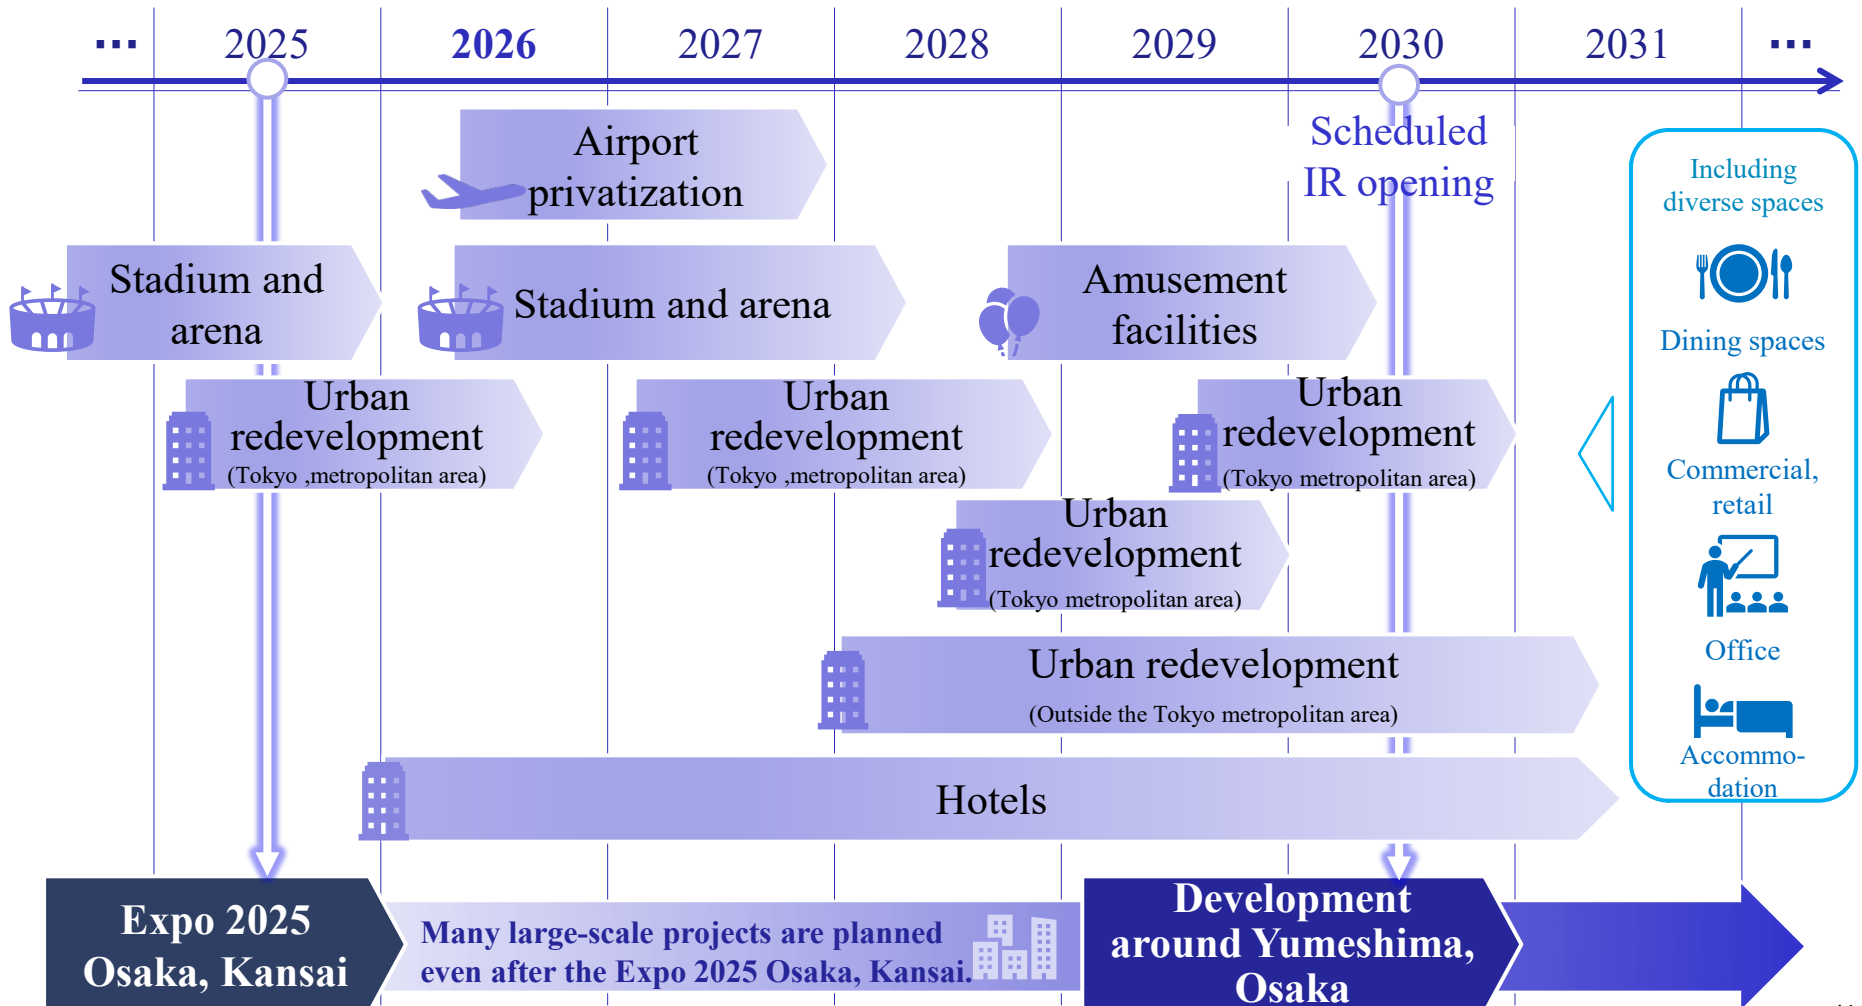 ...
2025
2026
2027
2028
2029
2030
2031
...
Airport
privatization
Scheduled
IR opening
Stadium and
arena
Stadium and arena
Amusement
facilities
Urban
redevelopment
(Tokyo ,metropolitan area)
Urban
redevelopment
(Tokyo ,metropolitan area)
Urban
redevelopment
(Tokyo metropolitan area)
Urban
redevelopment
(Tokyo metropolitan area)
Urban redevelopment
(Outside the Tokyo metropolitan area)
Hotels
Including
diverse spaces
Dining spaces
Commercial,
retail
Office
Accommo-
dation
Expo 2025
Osaka, Kansai
Many large-scale projects are planned
even after the Expo 2025 Osaka, Kansai.
Development
around Yumeshima,
Osaka